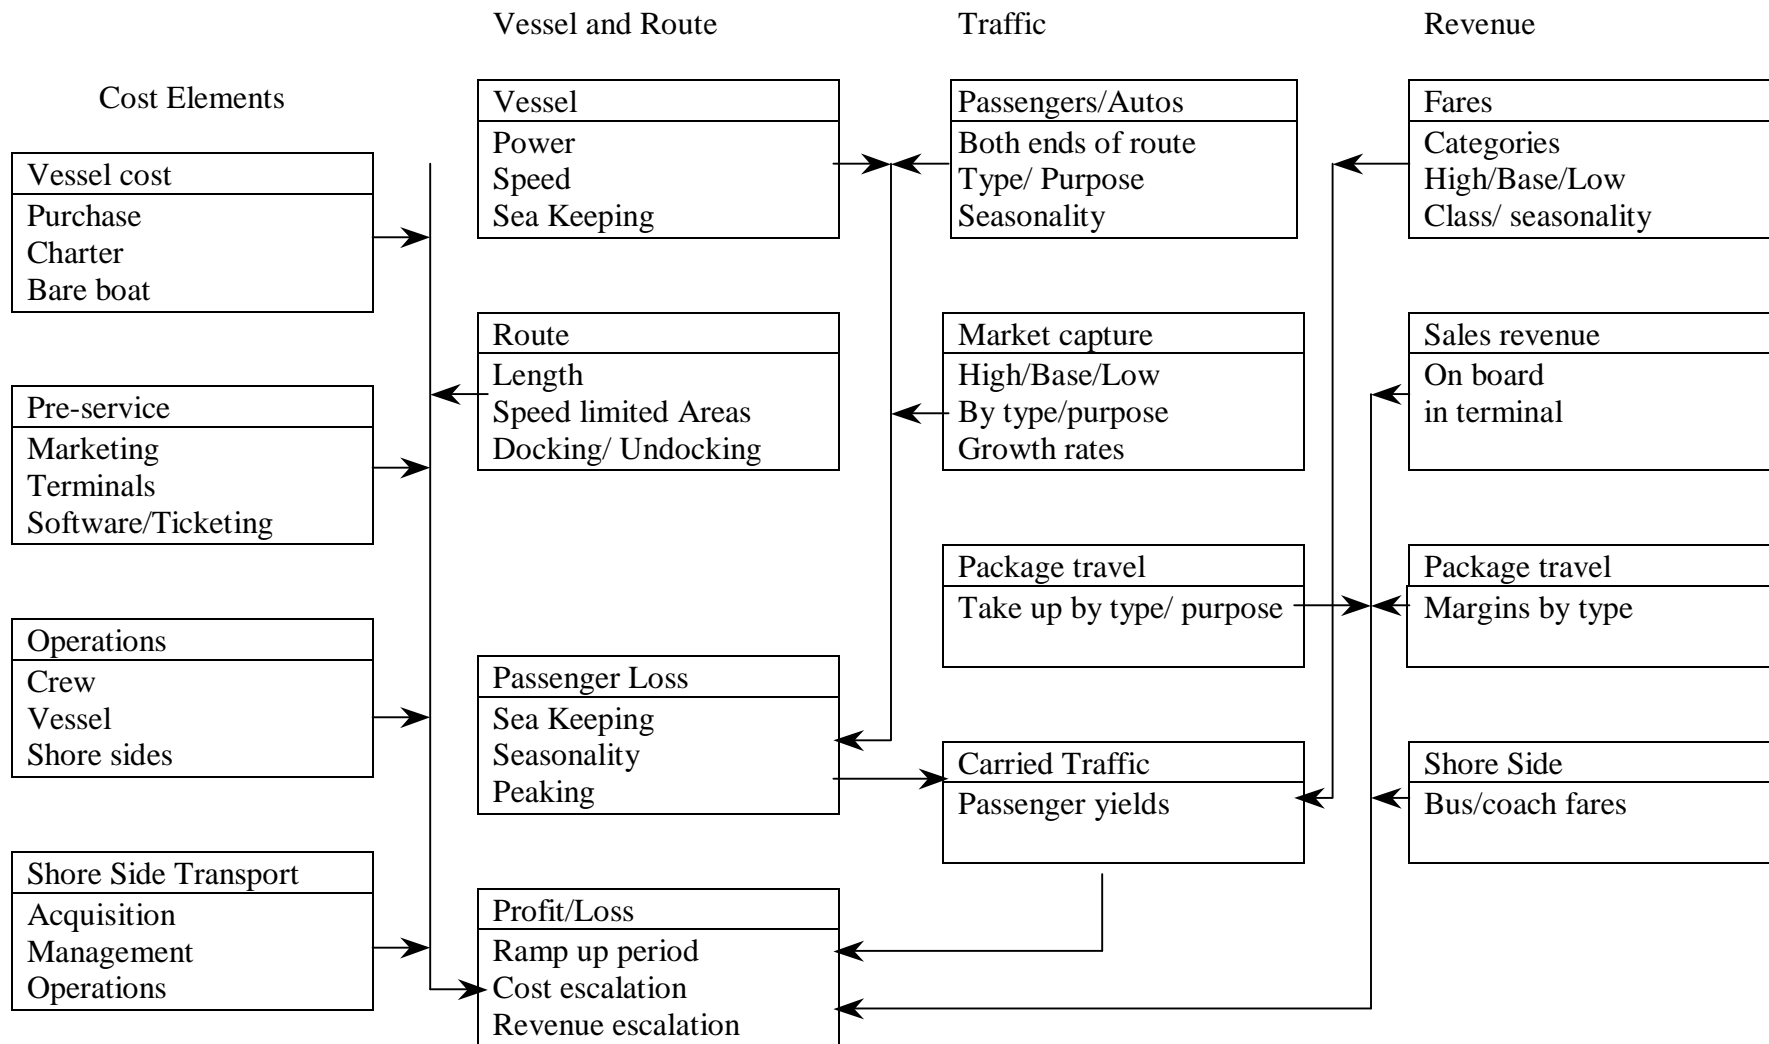 Vessel and Route
Traffic
Revenue
Cost Elements
Vessel cost
Purchase
Charter
Bare boat
Pre-service
Marketing
Terminals
Software/Ticketing
Operations
Crew
Vessel
Shore sides
Shore Side Transport
Acquisition
Management
Operations
Vessel
Power
Speed
Sea Keeping
Route
Length
Speed limited Areas
Docking/ Undocking
Passenger Loss
Sea Keeping
Seasonality
Peaking
Profit/Loss
Ramp up period
Cost escalation
Revenue escalation
Passengers/Autos
Both ends of route
Type/ Purpose
Seasonality
Market capture
High/Base/Low
By type/purpose
Growth rates
Package travel
Take up by type/ purpose
Carried Traffic
Passenger yields
Fares
Categories
High/Base/Low
Class/ seasonality
Sales revenue
On board
in terminal
Package travel
Margins by type
Shore Side
Bus/coach fares